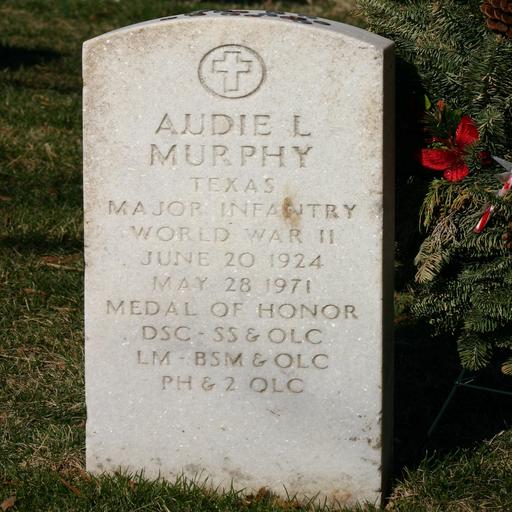 AUDIE L
MURPHY
TEXAS
MAJOR INFANTRY
WORLD WAR II
JUNE 20 1924
MAY 28 1971
MEDAL OF HONOR
DSC - SS & OLC
LM - BSM & OLC
PH & 2 OLC